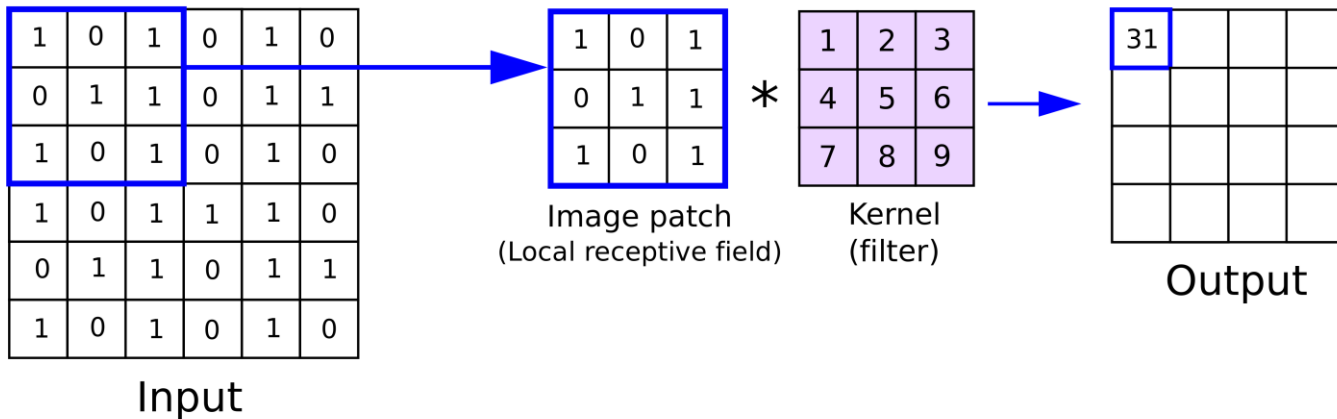 1 0 1 0 1 0
0 1 1 0 1 1
1 0 1 0 1 0
1 0 1 1 1 0
0 1 1 0 1 1
1 0 1 0 1 0
Input
1 0 1
0 1 1
1 0 1
Image patch
(Local receptive field)
*
1 2 3
4 5 6
7 8 9
Kernel
(filter)
31
Output